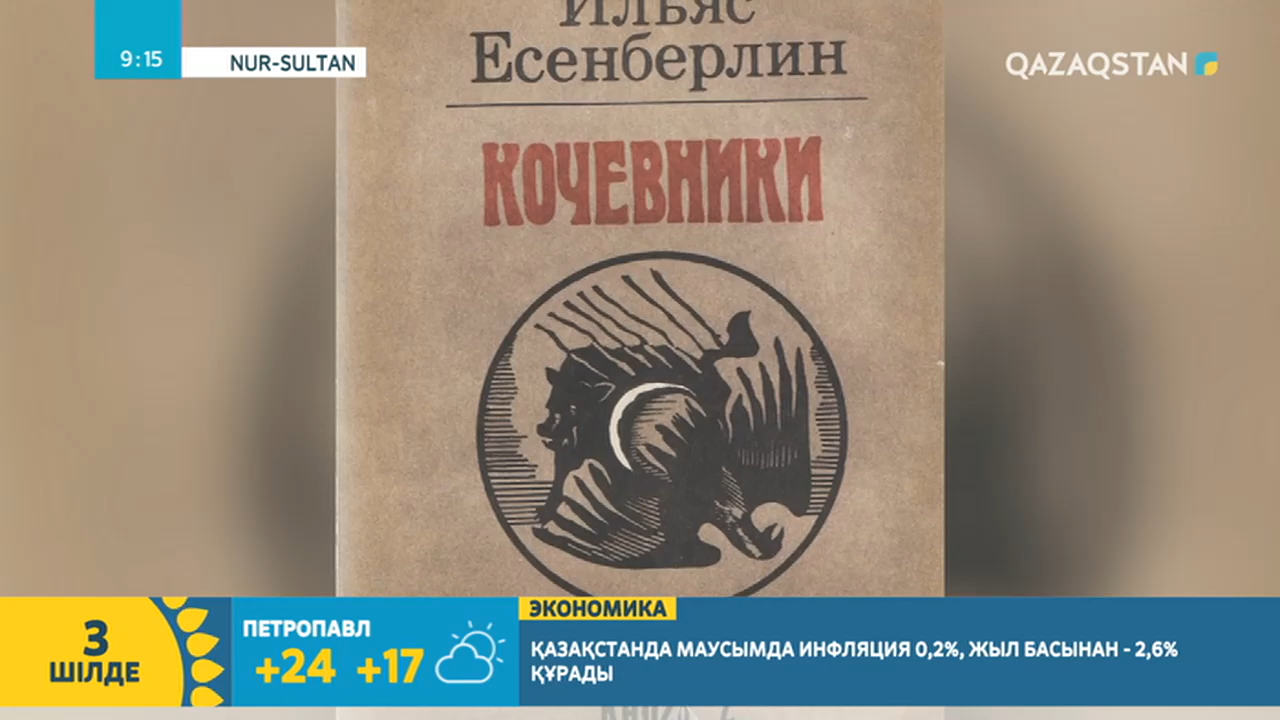 9:15
NUR-SULTAN
QAZAQSTAN
Ильяс
Есенберлин
КОЧЕВНИКИ
3
ШІЛДЕ
ПЕТРОПАВЛ
+24 +17
ЭКОНОМИКА
ҚАЗАҚСТАНДА МАУСЫМДА ИНФЛЯЦИЯ 0,2%, ЖЫЛ БАСЫНАН - 2,6%
ҚҰРАДЫ